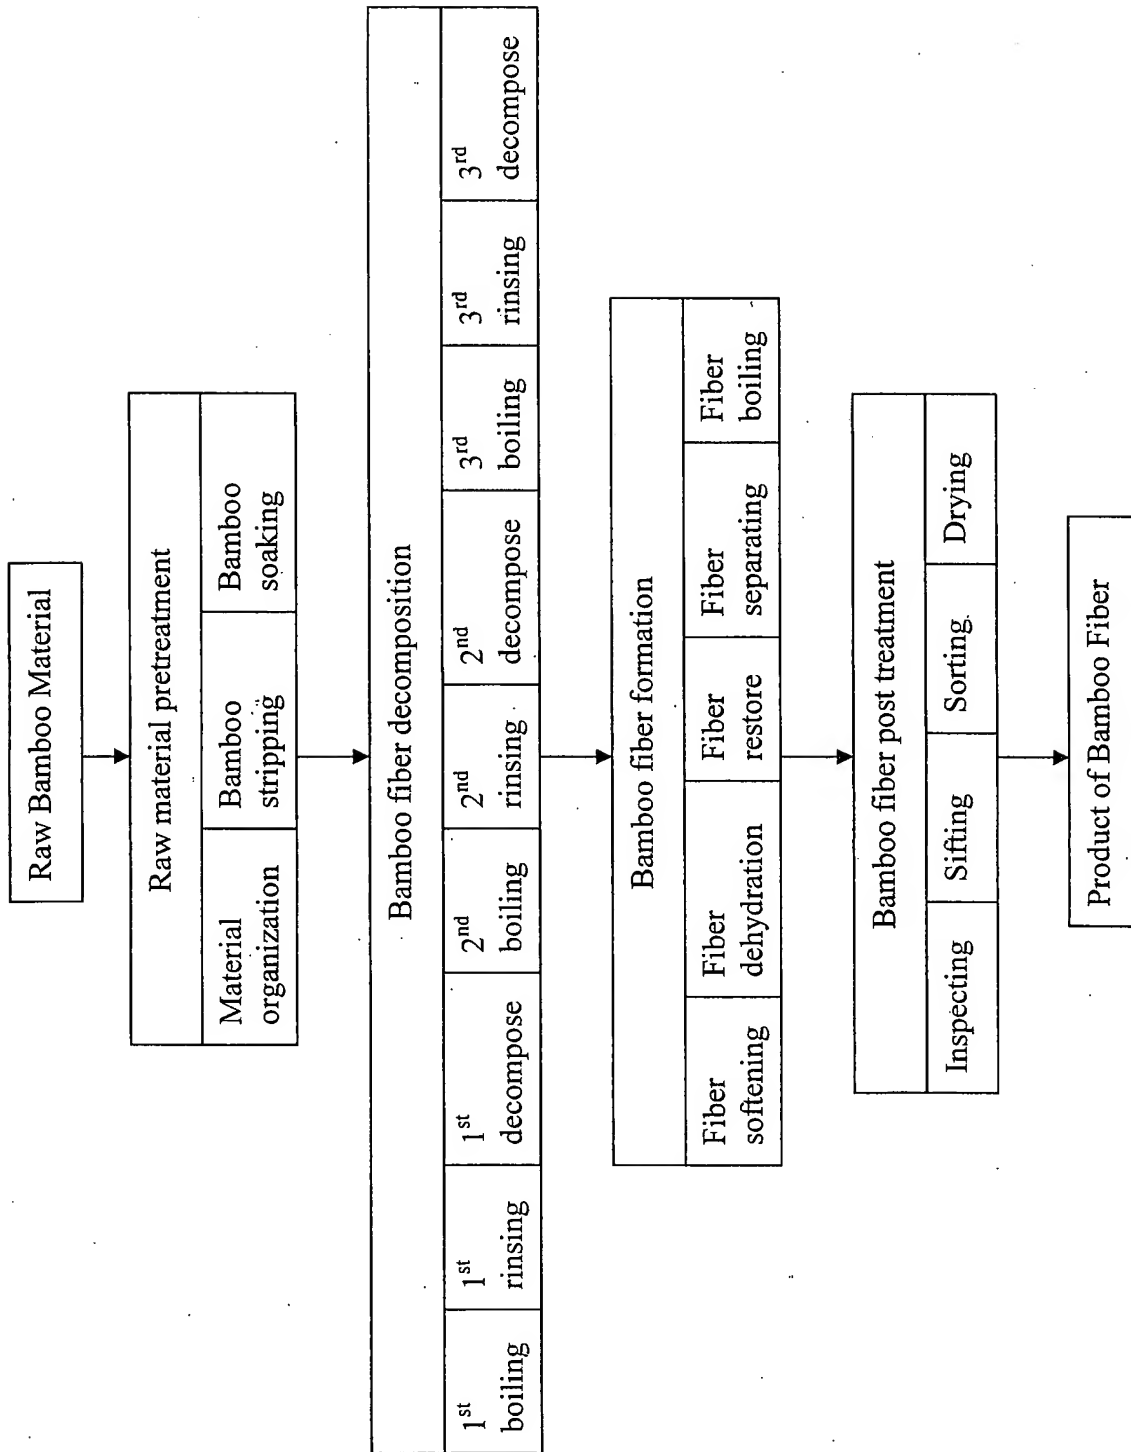 Raw Bamboo Material
Raw material pretreatment
Material
organization
Bamboo
stripping
Bamboo
soaking
Bamboo fiber decomposition
1st
boiling
1st
rinsing
1st
decompose
2nd
boiling
2nd
rinsing
2nd
decompose
3rd
boiling
3rd
rinsing
3rd
decompose
Bamboo fiber formation
Fiber
softening
Fiber
dehydration
Fiber
restore
Fiber
separating
Fiber
boiling
Bamboo fiber post treatment
Inspecting
Sifting
Sorting
Drying
Product of Bamboo Fiber